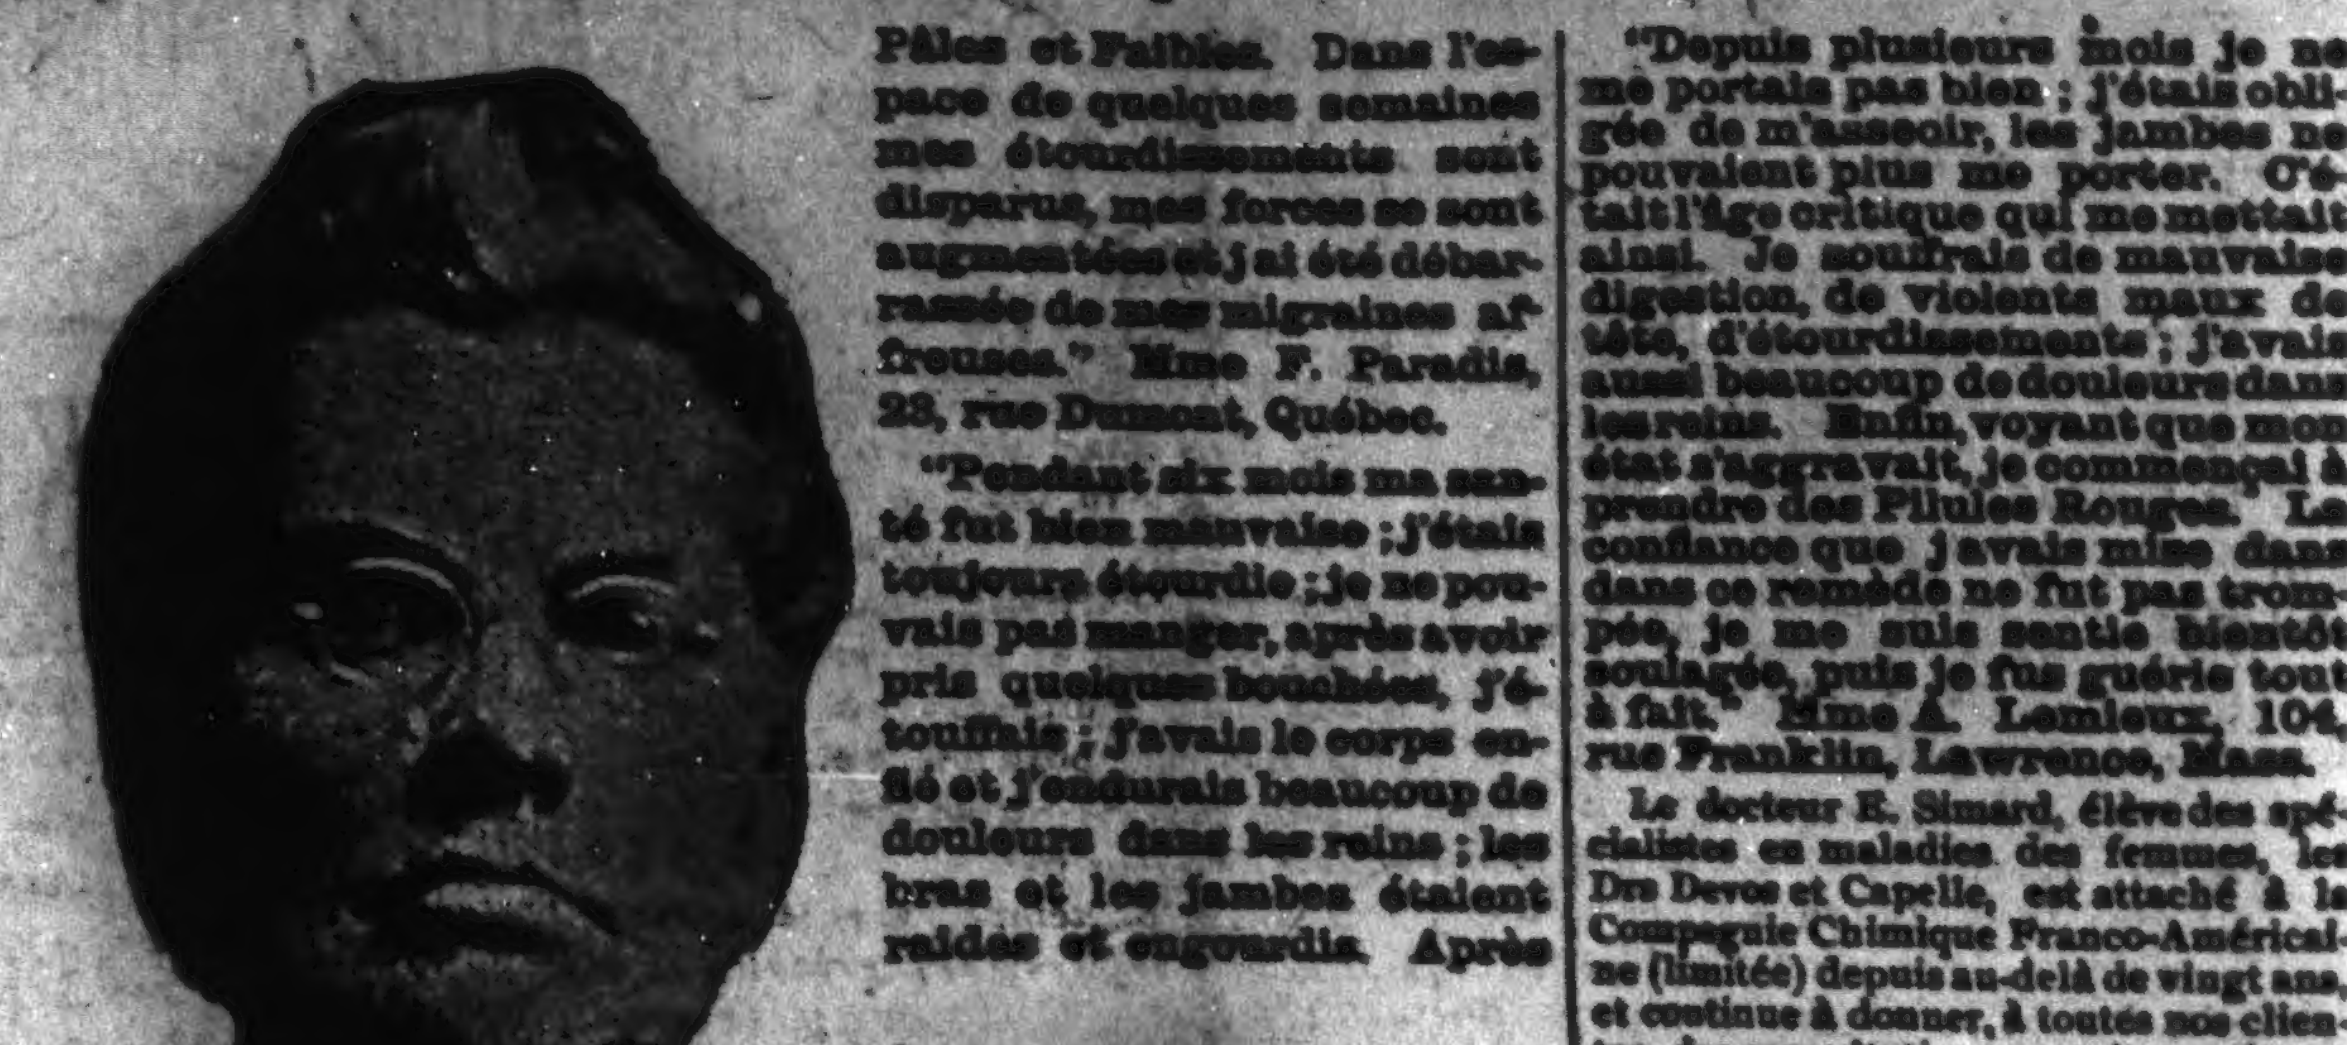 Pâles et Faibles. Dans l'es-
pace de quelques semaines
mes étourdissements sont
disparus, mes forces se sont
augmentées et j ai été débar-
rassée de mes migraines af-
freuses." Mme F. Paradis,
23, rue Dumont, Québec.
"Pendant six mois ma san-
té fut bien mauvaise ; j'étais
toujours étourdie ; je ne pou-
vais pas manger, après avoir
pris quelques bouchées, j'é-
touffais ; j'avais le corps en-
flé et j'endurais beaucoup de
douleurs dans les reins ; les
bras et les jambes étaient
raides et engourdis. Après
"Depuis plusieurs mois je ne
me portais pas bien ; j'étais obli-
gée de m'asseoir, les jambes ne
pouvaient plus me porter. C'é-
tait l'âge critique qui me mettait
ainsi. Je souffrais de mauvaise
digestion, de violents maux de
tête, d'étourdissements ; j'avais
aussi beaucoup de douleurs dans
les reins. Enfin, voyant que mon
état s'aggravait, je commençai à
prendre des Pilules Rouges. La
confiance que j avais mise dans
dans ce remède ne fut pas trom-
pée, je me suis sentie bientôt
soulagée, puis je fus guérie tout
à fait." Mme A. Lemieux, 104,
rue Franklin, Lawrence, Mass.
Le docteur E. Simard, élève des spé-
cialistes en maladies des femmes, les
Drs Devos et Capelle, est attaché à la
Compagnie Chimique Franco-Américai-
ne (limitée) depuis au-delà de vingt ans,
et continue à donner, à toutes nos clien-